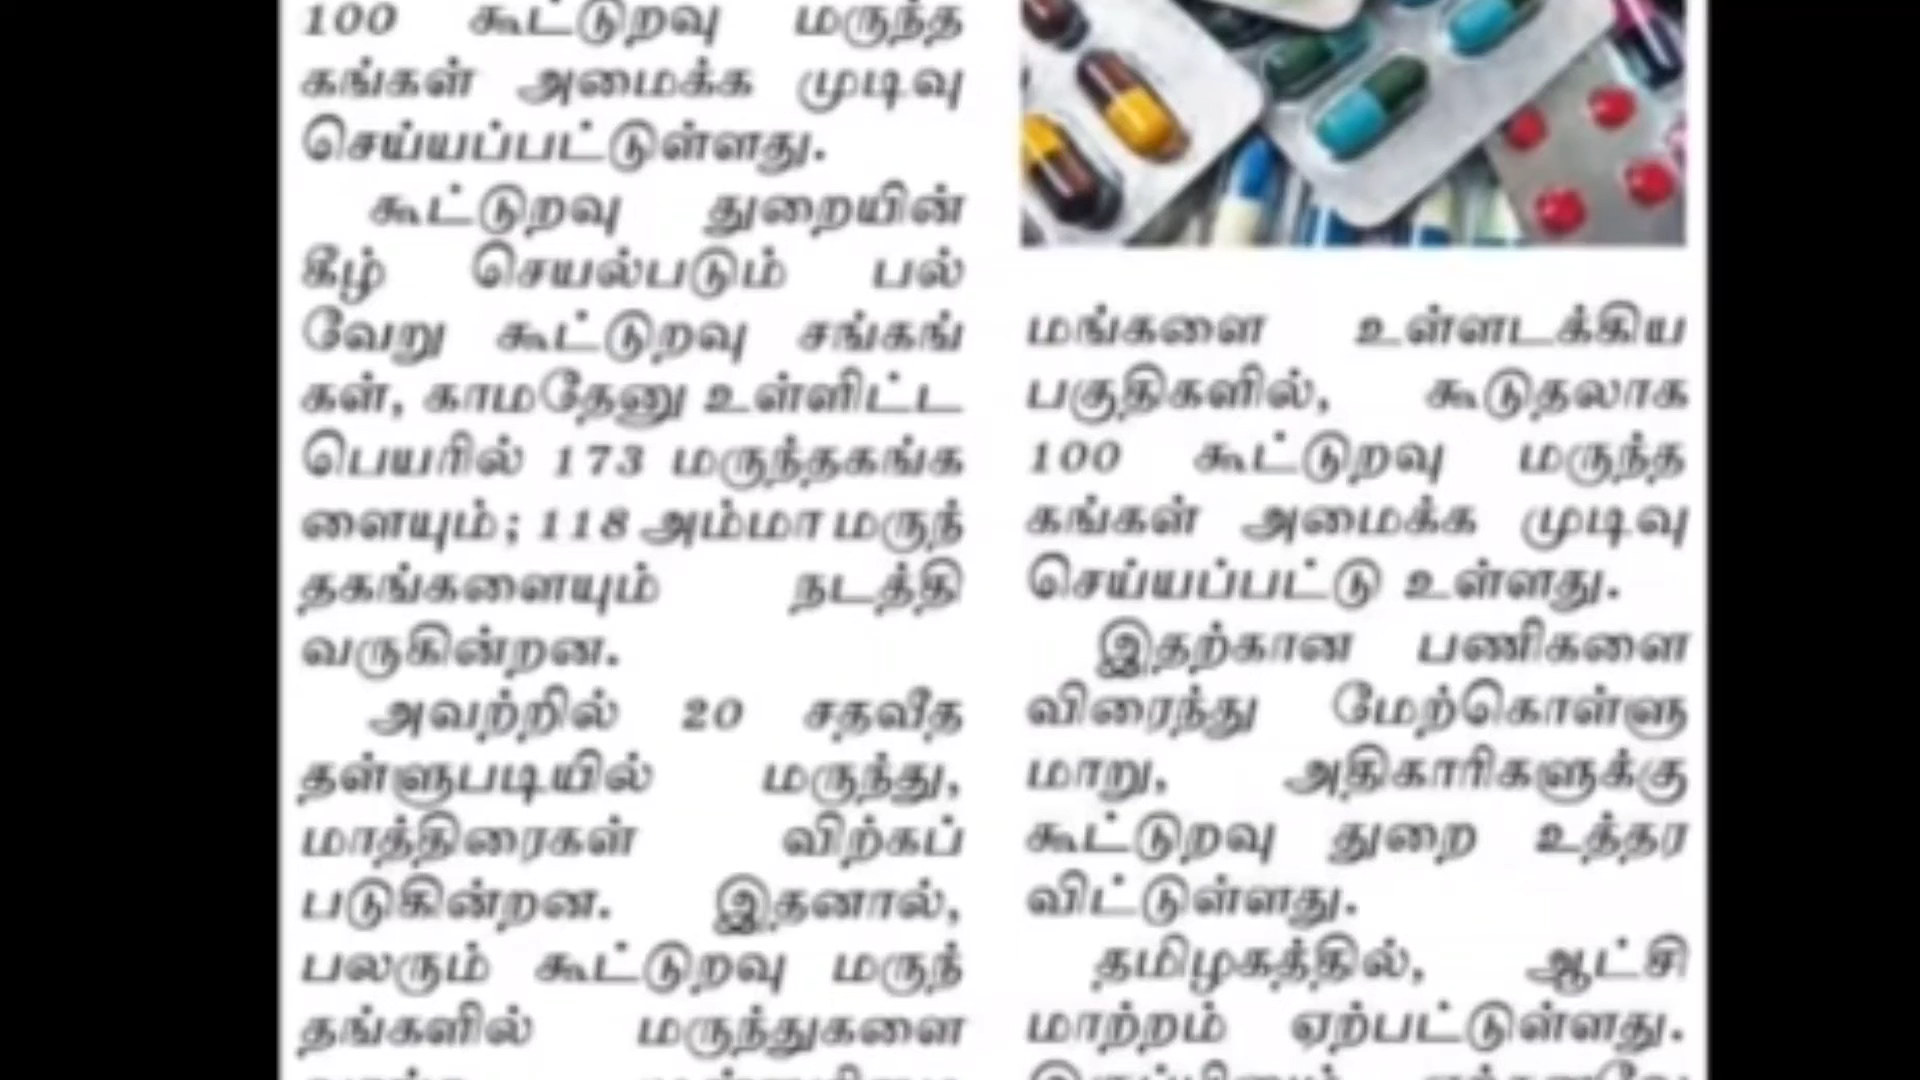 100 கூட்டுறவு மருந்த
கங்கள் அமைக்க முடிவு
செய்யப்பட்டுள்ளது.
கூட்டுறவு துறையின்
கீழ் செயல்படும் பல்
வேறு கூட்டுறவு சங்கங்
கள், காமதேனு உள்ளிட்ட
பெயரில் 173 மருந்தகங்க
ளையும்; 118 அம்மா மருந்
தகங்களையும் நடத்தி
வருகின்றன.
அவற்றில் 20 சதவீத
தள்ளுபடியில் மருந்து,
மாத்திரைகள் விற்கப்
படுகின்றன. இதனால்,
பலரும் கூட்டுறவு மருந்
தங்களில் மருந்துகளை
மங்களை உள்ளடக்கிய
பகுதிகளில், கூடுதலாக
100 கூட்டுறவு மருந்த
கங்கள் அமைக்க முடிவு
செய்யப்பட்டு உள்ளது.
இதற்கான பணிகளை
விரைந்து மேற்கொள்ளு
மாறு, அதிகாரிகளுக்கு
கூட்டுறவு துறை உத்தர
விட்டுள்ளது.
தமிழகத்தில், ஆட்சி
மாற்றம் ஏற்பட்டுள்ளது.